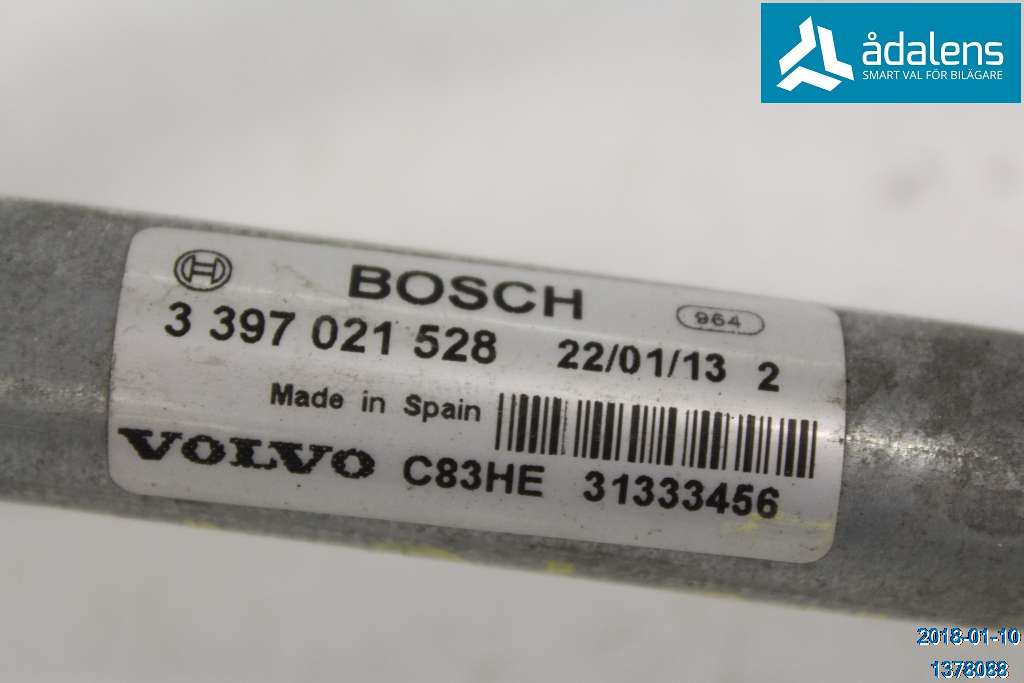 ådalens
SMART VAL FÖR BILÄGARE
BOSCH
964
3 397 021 528 22/01/13 2
Made in Spain
VOLVO C83HE 31333456
2018-01-10
1378088